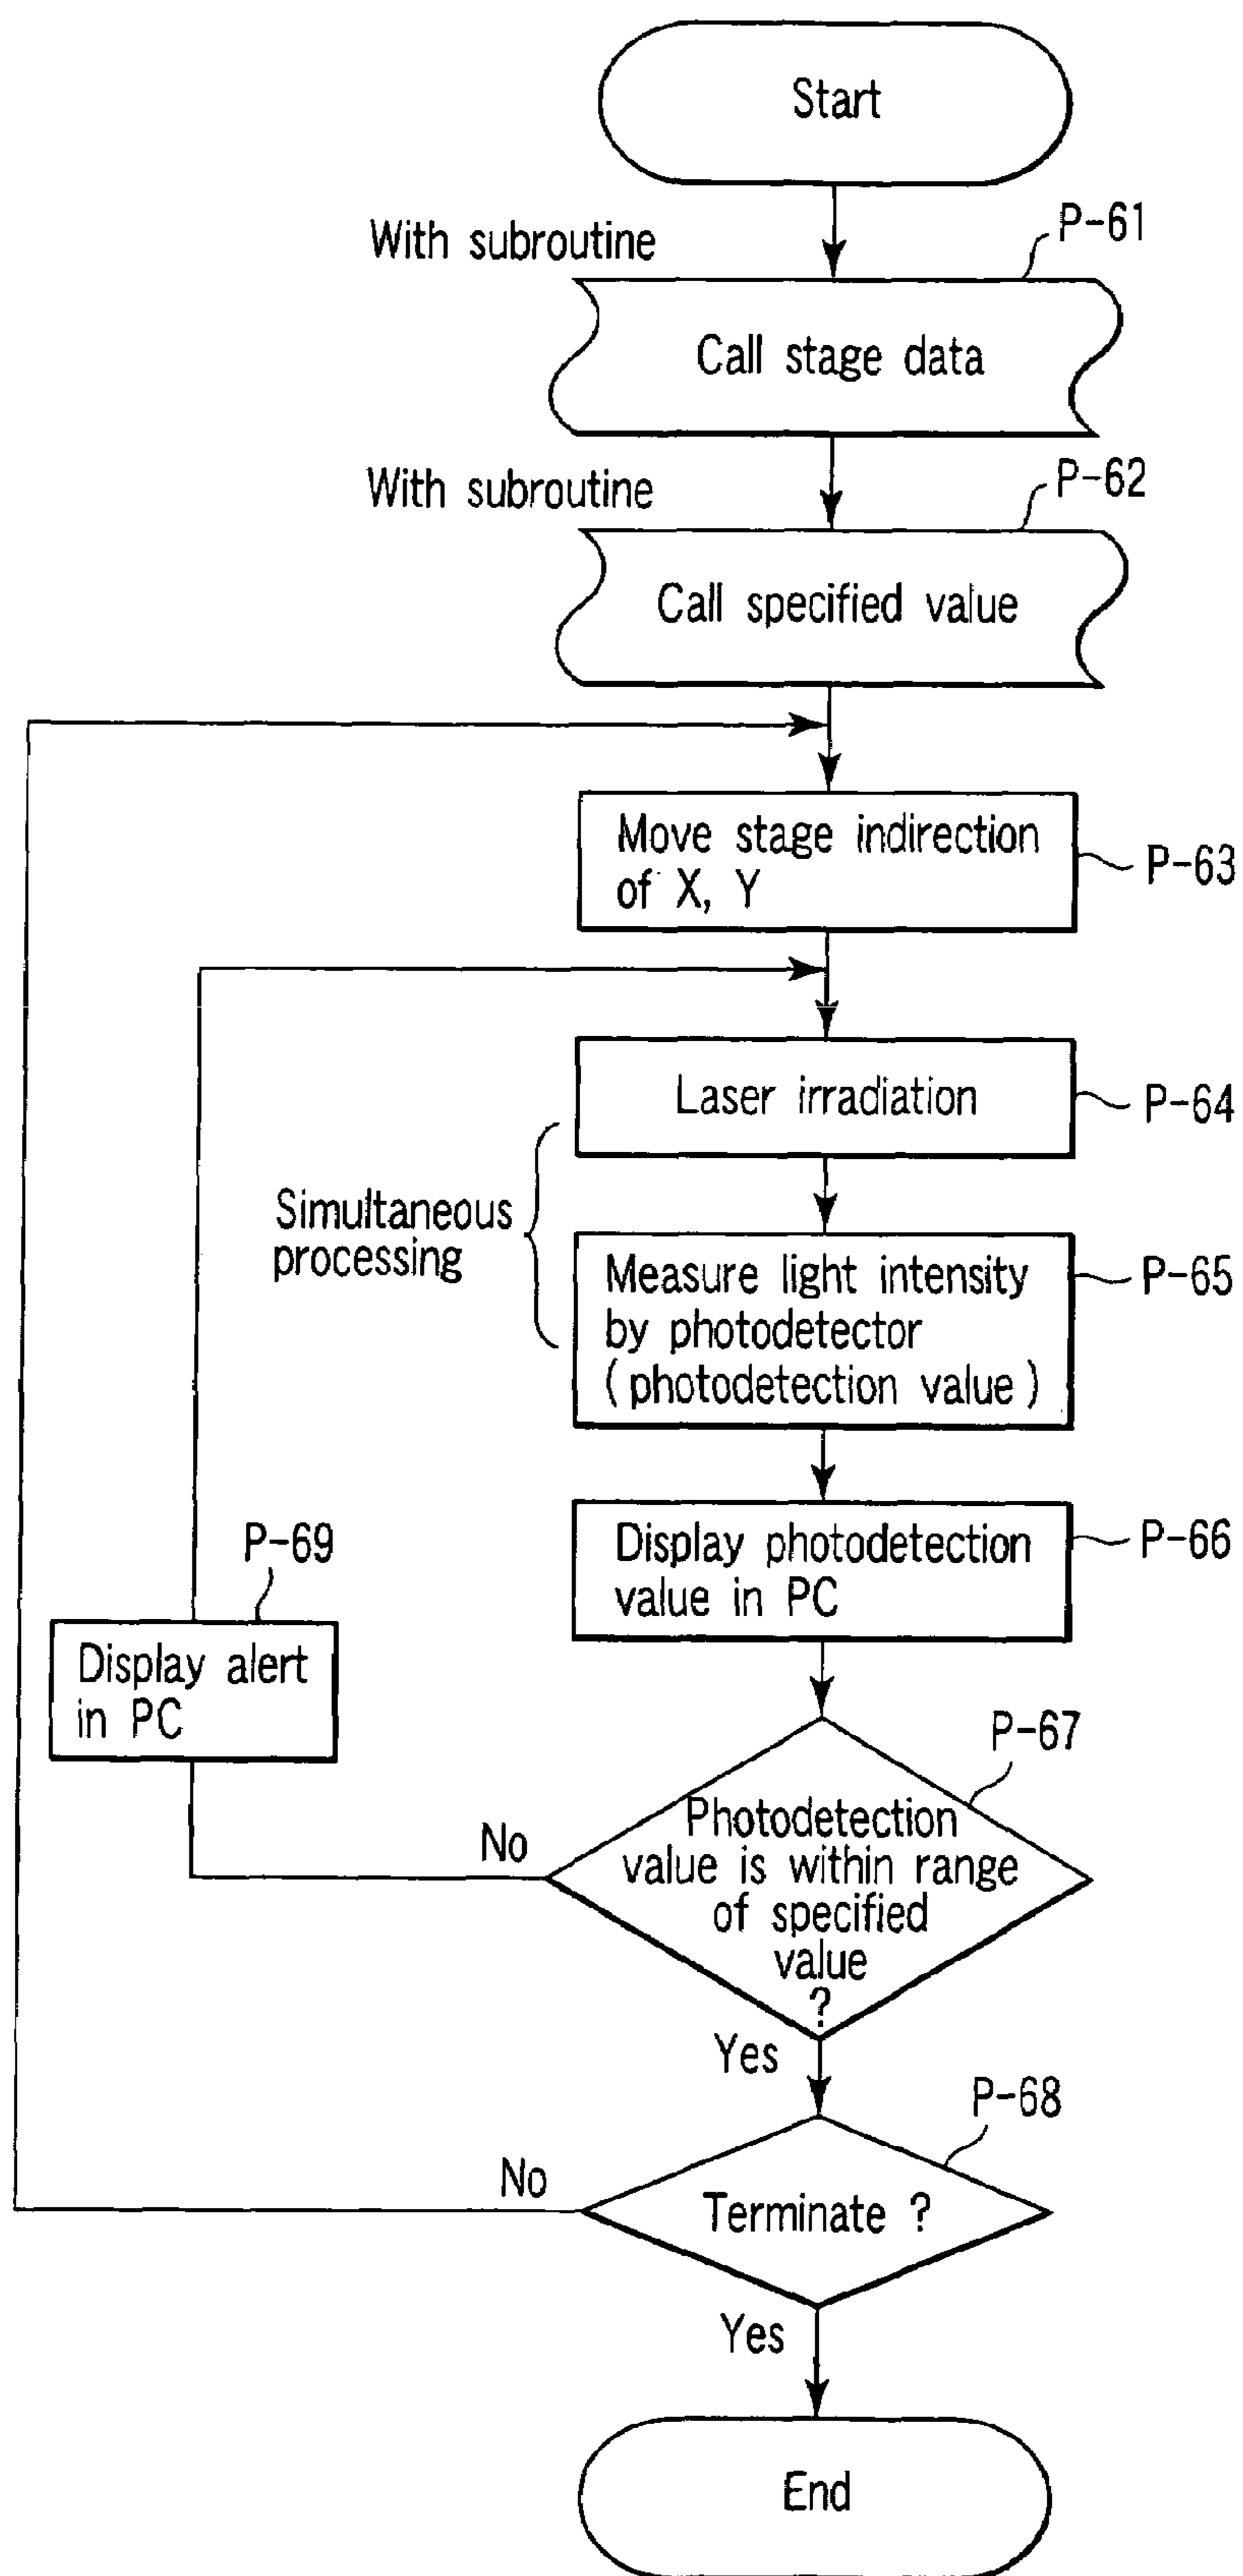 Start
With subroutine
P-61
Call stage data
With subroutine
P-62
Call specified value
Move stage indirection
of X, Y
P-63
Laser irradiation
P-64
Simultaneous
processing
Measure light intensity
by photodetector
(photodetection value)
P-65
Display photodetection
value in PC
P-66
P-69
Display alert
in PC
P-67
Photodetection
value is within range
of specified
value
?
No
Yes
P-68
Terminate ?
No
Yes
End